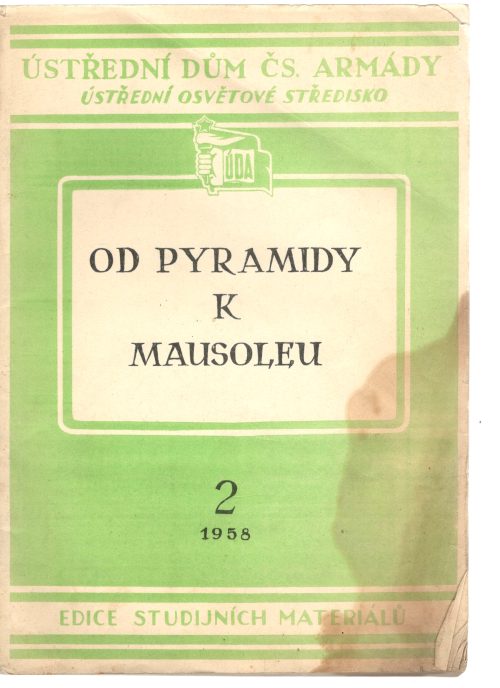 ÚSTŘEDNÍ DŮM ČS. ARMÁDY
ÚSTŘEDNÍ OSVĚTOVÉ STŘEDISKO
ÚDA
OD PYRAMIDY
K
MAUSOLEU
2
1958
EDICE STUDIJNÍCH MATERIÁLŮ